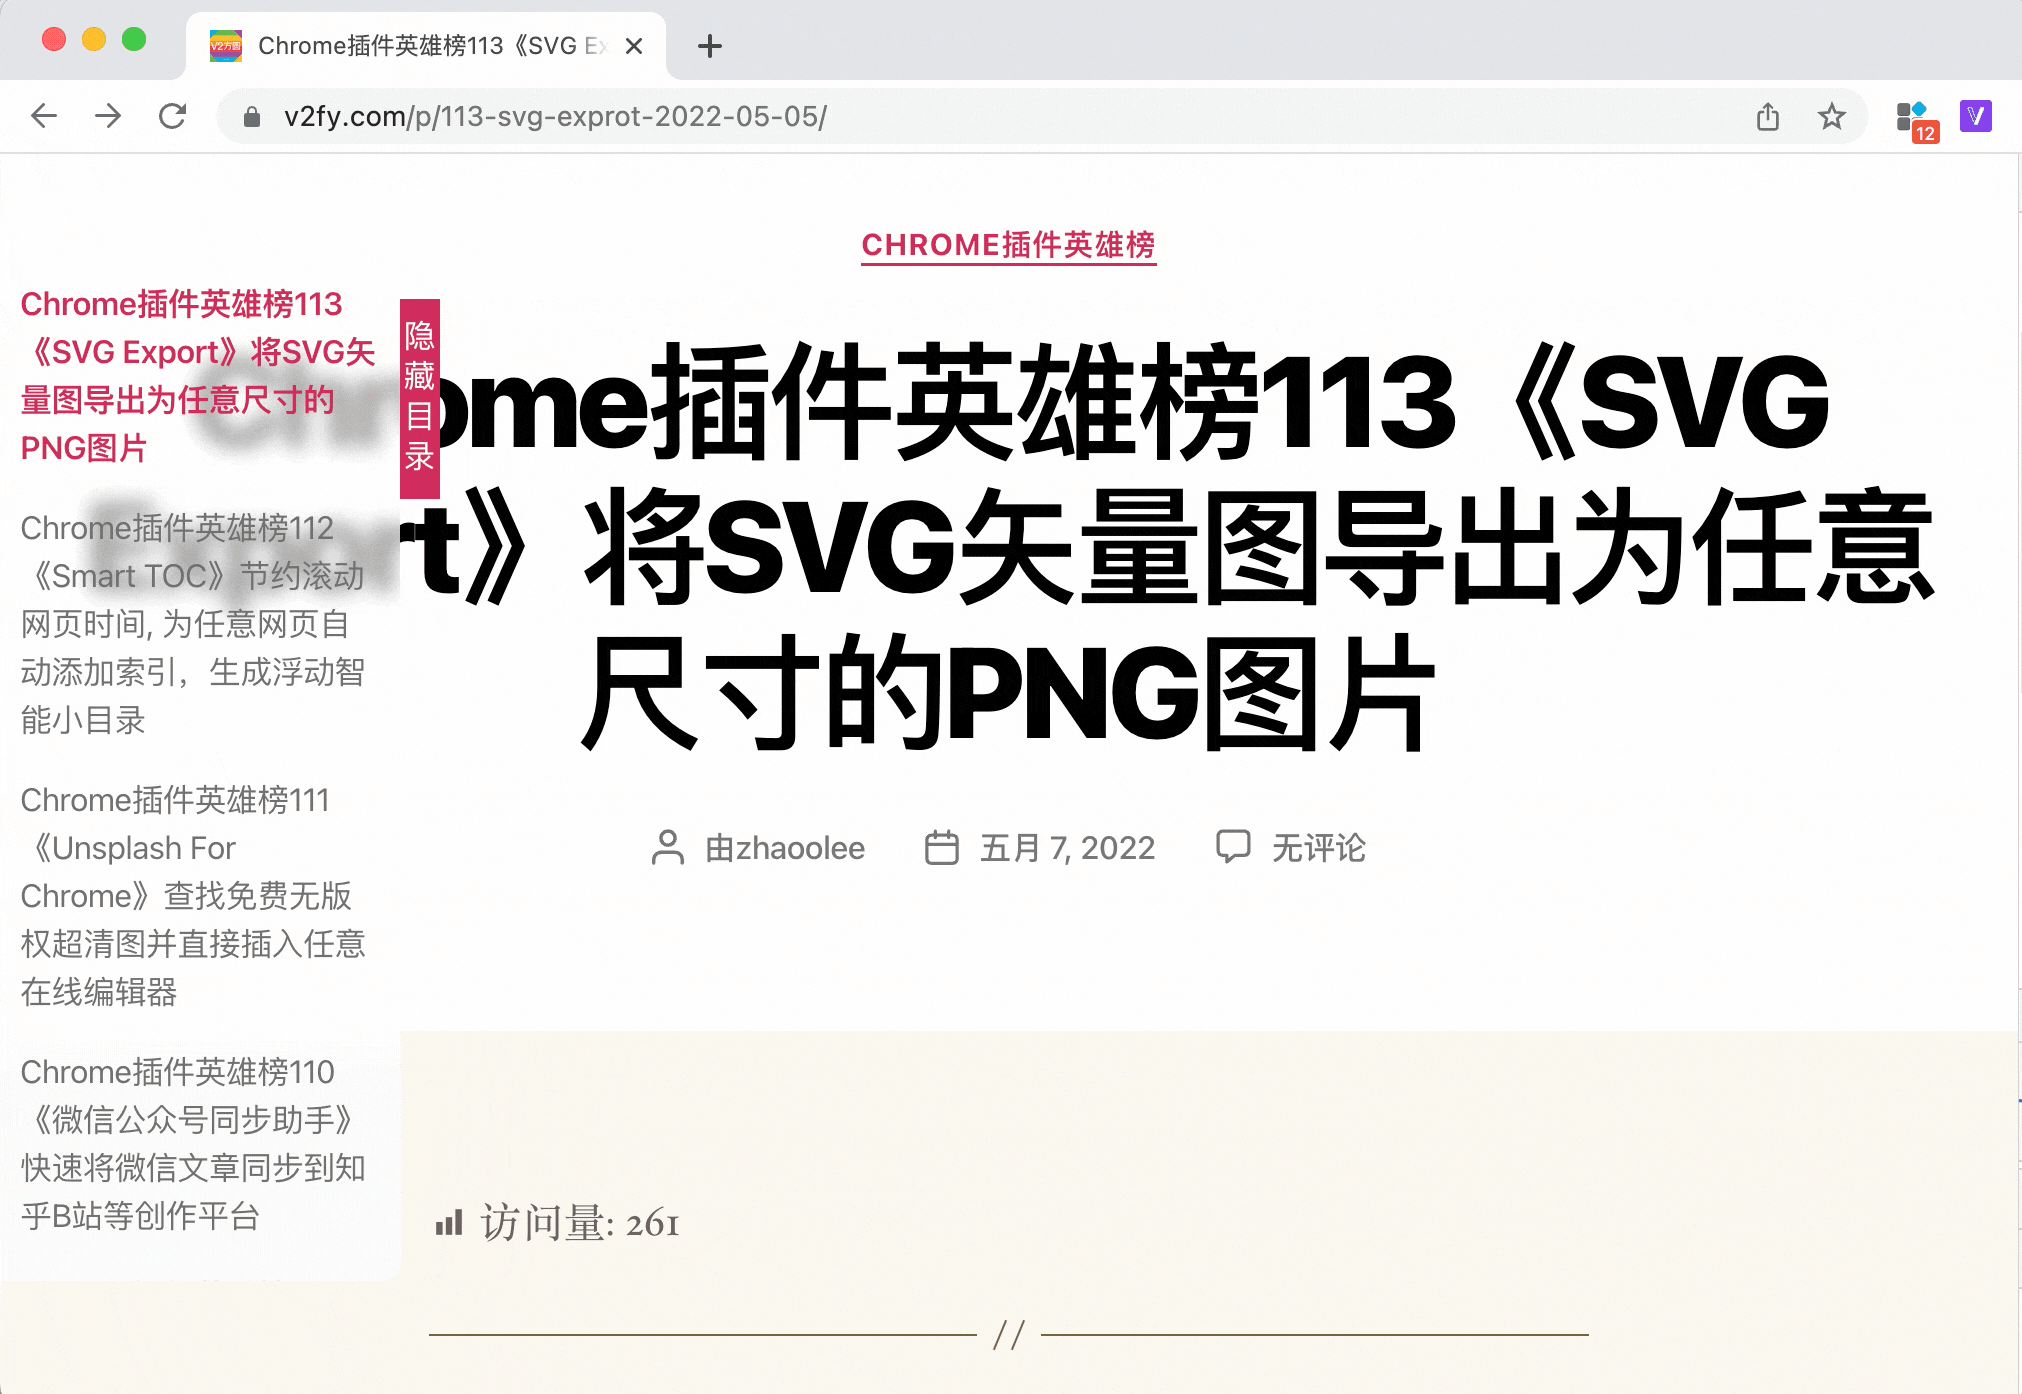 V2方圆
Chrome插件英雄榜113《SVG Ex
v2fy.com/p/113-svg-exprot-2022-05-05/
12
CHROME插件英雄榜
Chrome插件英雄榜113
《SVG Export》将SVG矢
量图导出为任意尺寸的
PNG图片
Chrome插件英雄榜112
《Smart TOC》节约滚动
网页时间, 为任意网页自
动添加索引，生成浮动智
能小目录
Chrome插件英雄榜111
《Unsplash For
Chrome》查找免费无版
权超清图并直接插入任意
在线编辑器
Chrome插件英雄榜110
《微信公众号同步助手》
快速将微信文章同步到知
乎B站等创作平台
隐藏目录
Chrome插件英雄榜113《SVG
Export》将SVG矢量图导出为任意
尺寸的PNG图片
由zhaoolee
五月 7, 2022
无评论
访问量: 261
//